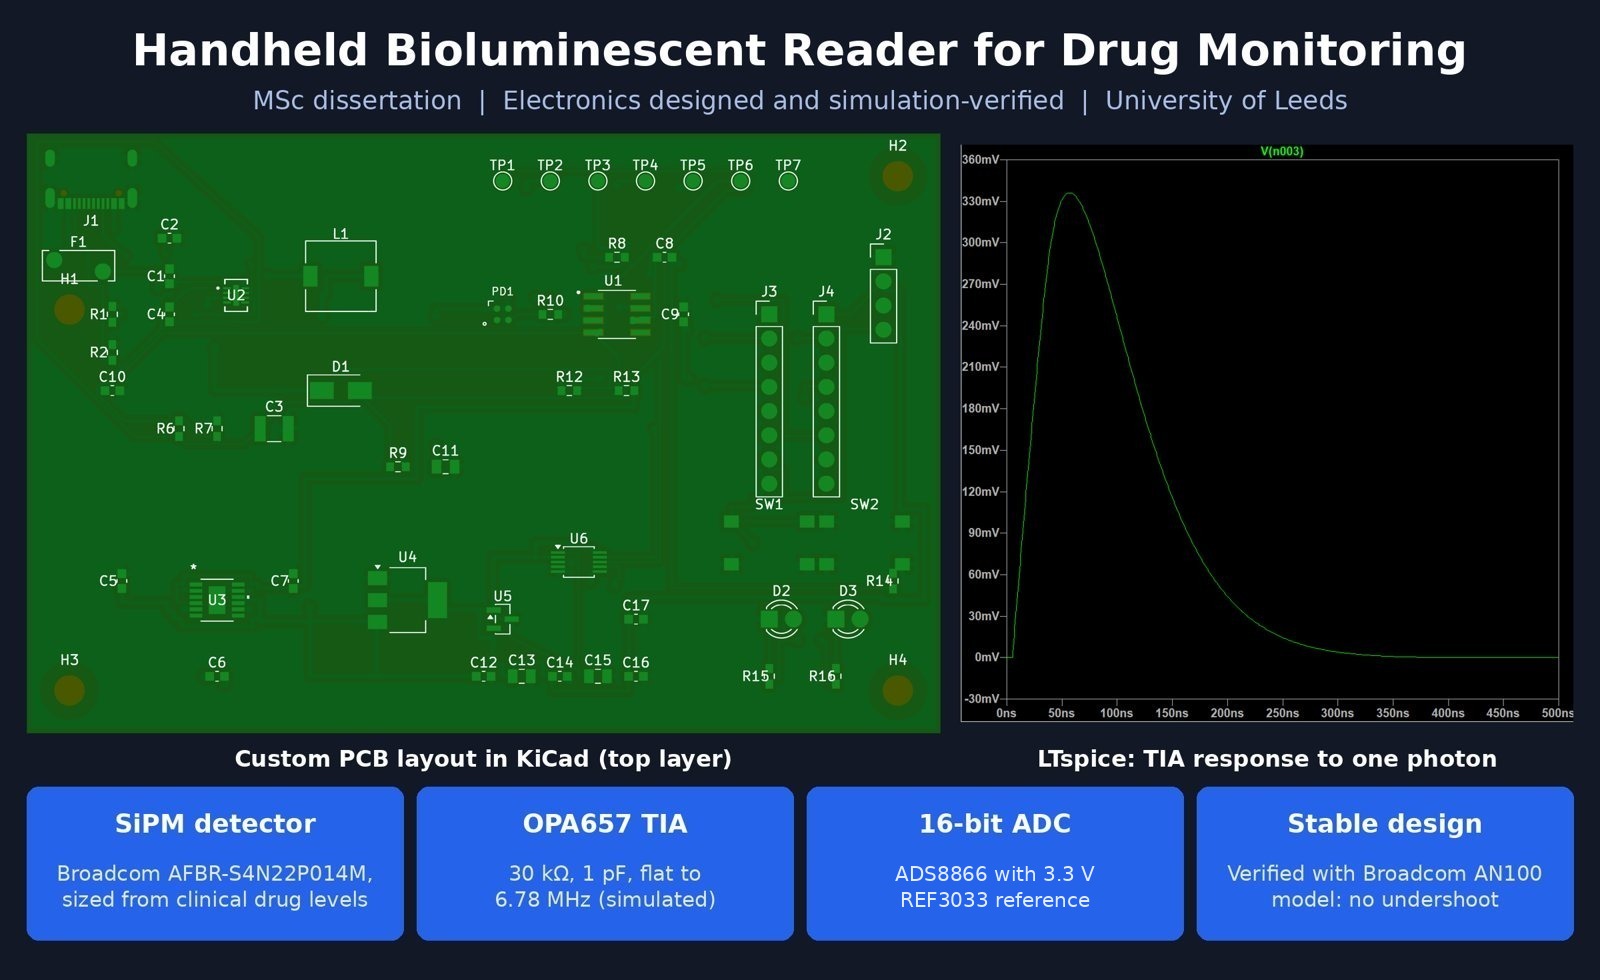 Handheld Bioluminescent Reader for Drug Monitoring
MSc dissertation | Electronics designed and simulation-verified | University of Leeds
H2
TP1 TP2 TP3 TP4 TP5 TP6 TP7
J1
C2
F1
L1
R8 C8
J2
H1
C1
U2
PD1
R10
U1
J3 J4
R1
C4
C9
R2
C10
D1
R12 R13
C3
R6 R7
R9
C11
SW1 SW2
U6
U4
C5
*
C7
R14
D2 D3
U3
U5
C17
H3
C6
C12 C13 C14 C15 C16
H4
R15 R16
V(n003)
360mV
330mV
300mV
270mV
240mV
210mV
180mV
150mV
120mV
90mV
60mV
30mV
0mV
-30mV
0ns 50ns 100ns 150ns 200ns 250ns 300ns 350ns 400ns 450ns 500ns
Custom PCB layout in KiCad (top layer)
LTspice: TIA response to one photon
SiPM detector
Broadcom AFBR-S4N22P014M,
sized from clinical drug levels
OPA657 TIA
30 kΩ, 1 pF, flat to
6.78 MHz (simulated)
16-bit ADC
ADS8866 with 3.3 V
REF3033 reference
Stable design
Verified with Broadcom AN100
model: no undershoot